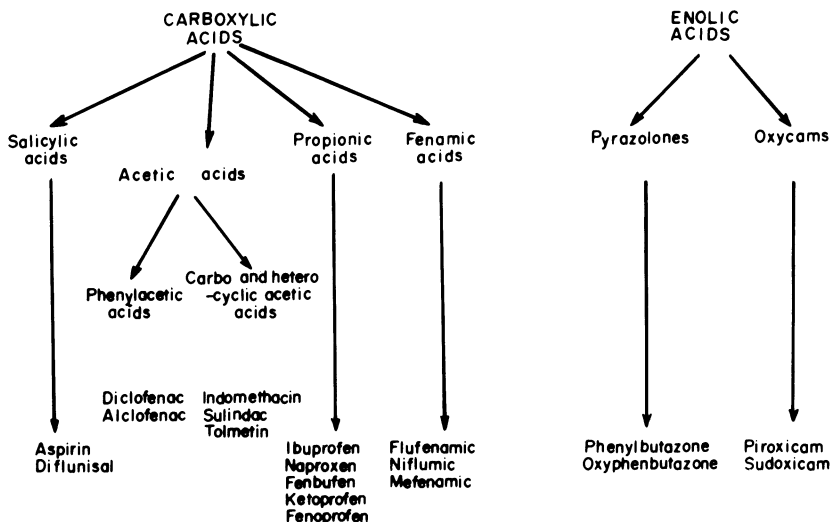 CARBOXYLIC
ACIDS
ENOLIC
ACIDS
Salicylic
acids
Acetic acids
Propionic
acids
Fenamic
acids
Pyrazolones
Oxycams
Phenylacetic
acids
Carbo and hetero
-cyclic acetic
acids
Diclofenac
Alclofenac
Indomethacin
Sulindac
Tolmetin
Aspirin
Diflunisal
Ibuprofen
Naproxen
Fenbufen
Ketoprofen
Fenoprofen
Flufenamic
Niflumic
Mefenamic
Phenylbutazone
Oxyphenbutazone
Piroxicam
Sudoxicam